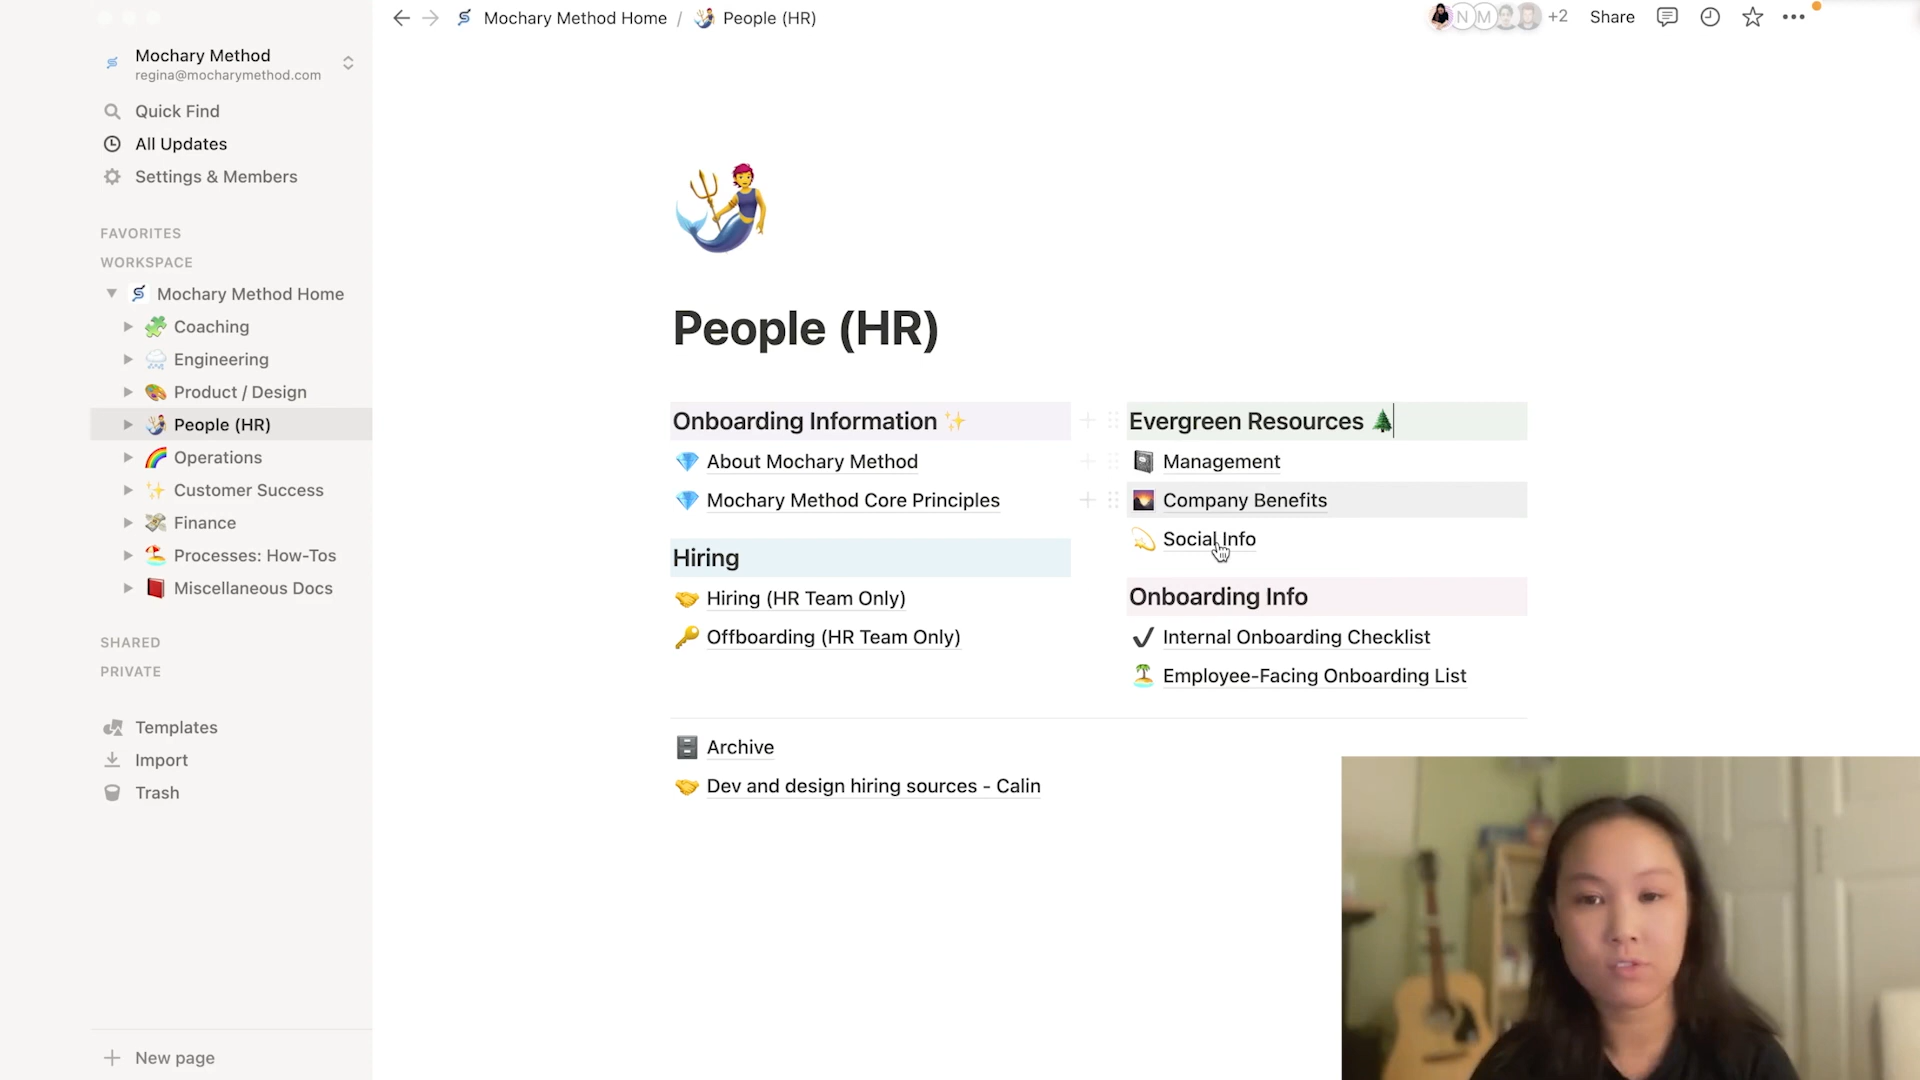 Mochary Method Home / People (HR)
N M +2 Share
Mochary Method
regina@mocharymethod.com
Quick Find
All Updates
Settings & Members
FAVORITES
WORKSPACE
Mochary Method Home
Coaching
Engineering
Product / Design
People (HR)
Operations
Customer Success
Finance
Processes: How-Tos
Miscellaneous Docs
SHARED
PRIVATE
Templates
Import
Trash
New page
People (HR)
Onboarding Information
About Mochary Method
Mochary Method Core Principles
Hiring
Hiring (HR Team Only)
Offboarding (HR Team Only)
Evergreen Resources
Management
Company Benefits
Social Info
Onboarding Info
Internal Onboarding Checklist
Employee-Facing Onboarding List
Archive
Dev and design hiring sources - Calin